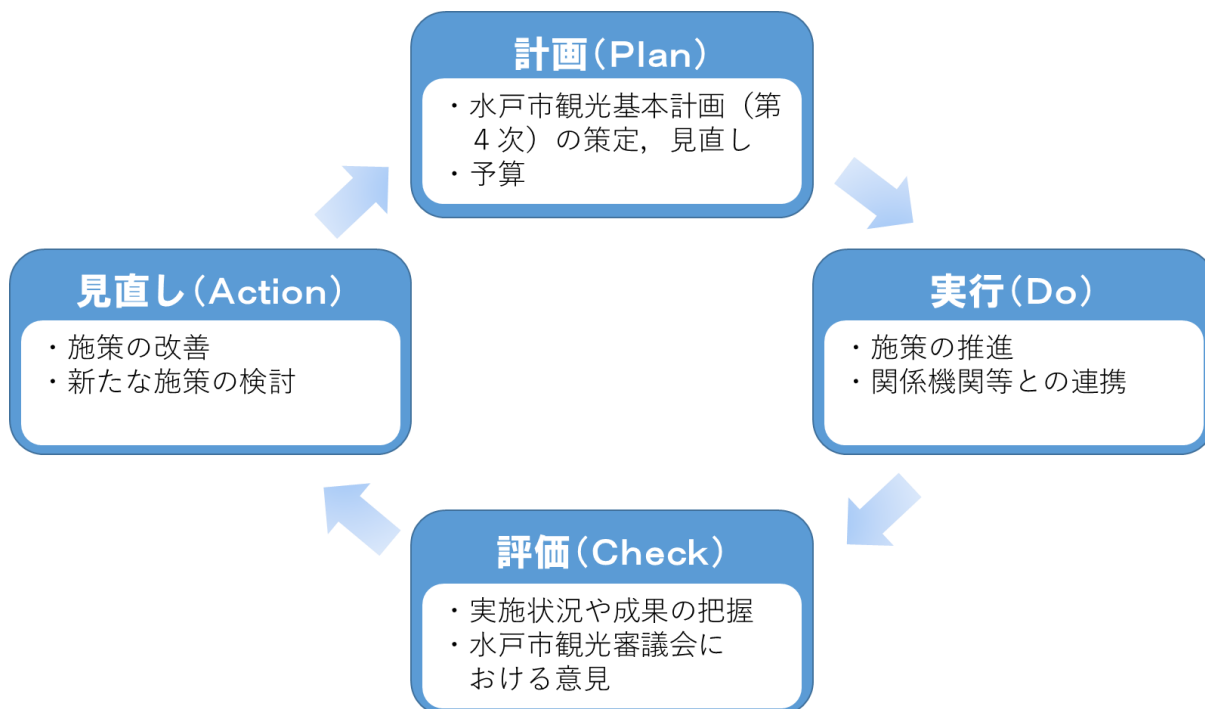 計画（Plan）
・水戸市観光基本計画（第
４次）の策定，見直し
・予算
見直し（Action）
・施策の改善
・新たな施策の検討
実行（Do）
・施策の推進
・関係機関等との連携
評価（Check）
・実施状況や成果の把握
・水戸市観光審議会に
おける意見